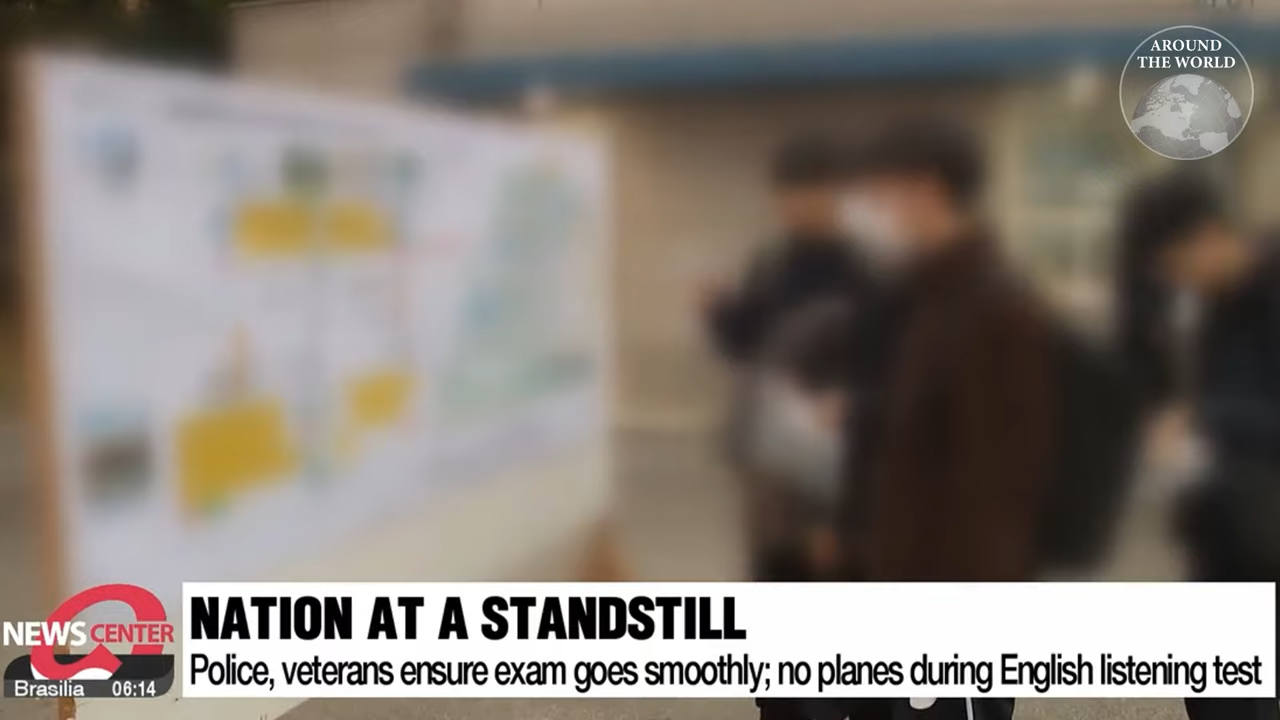 AROUND
THE WORLD
NATION AT A STANDSTILL
NEWS CENTER
Police, veterans ensure exam goes smoothly; no planes during English listening test
Brasilia 06:14